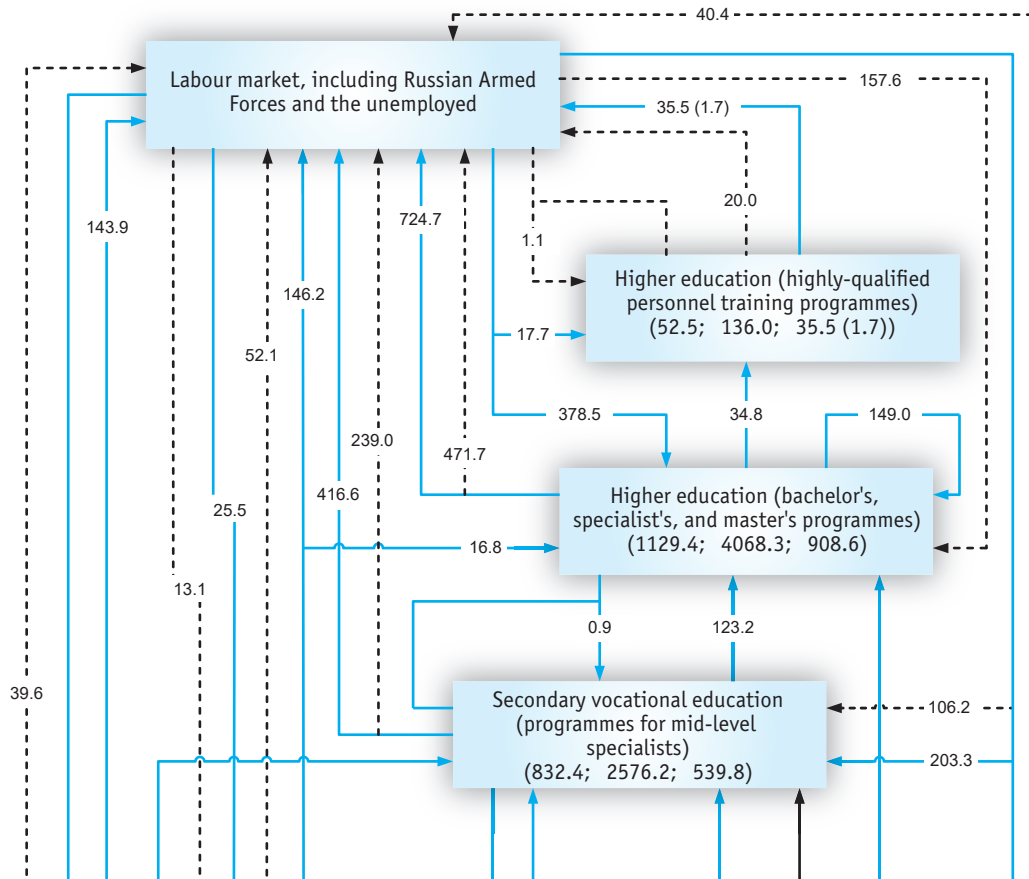 40.4
Labour market, including Russian Armed
Forces and the unemployed
157.6
35.5 (1.7)
143.9
724.7
20.0
1.1
Higher education (highly-qualified
personnel training programmes)
(52.5; 136.0; 35.5 (1.7))
146.2
17.7
52.1
378.5
34.8
149.0
239.0
471.7
416.6
Higher education (bachelor's,
specialist's, and master's programmes)
(1129.4; 4068.3; 908.6)
25.5
16.8
13.1
0.9
123.2
39.6
Secondary vocational education
(programmes for mid-level
specialists)
(832.4; 2576.2; 539.8)
106.2
203.3